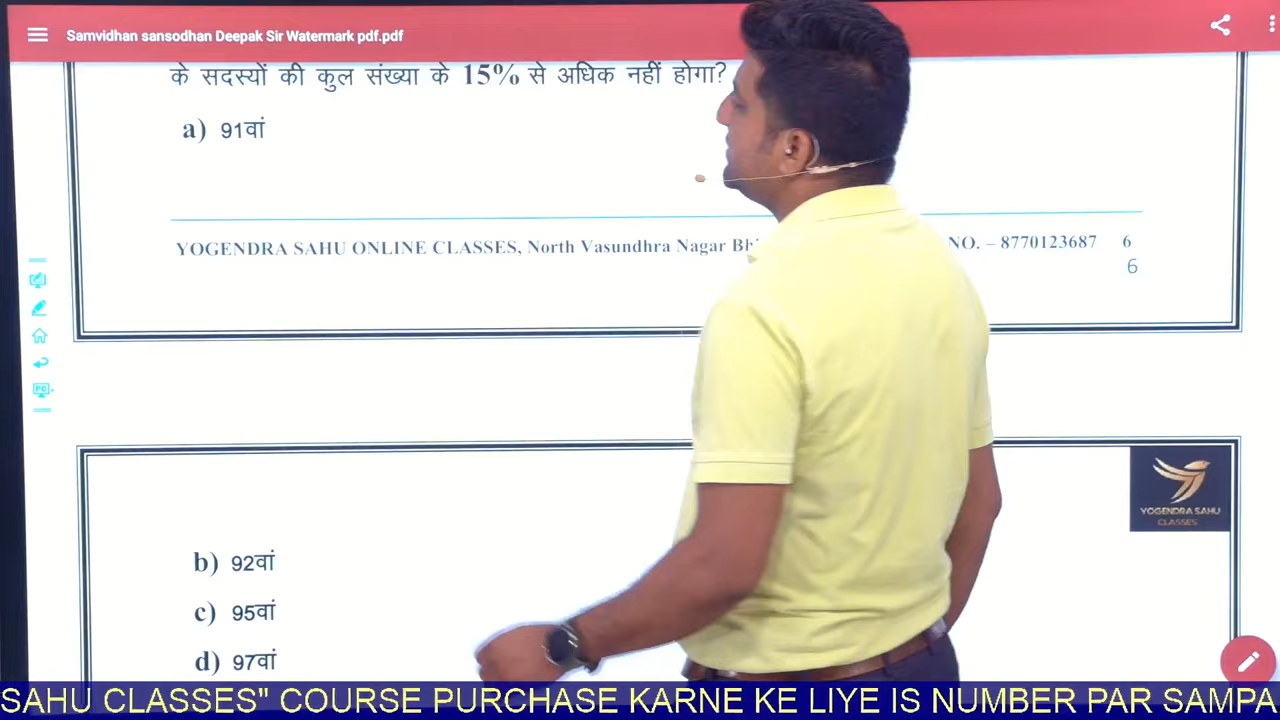 Samvidhan sansodhan Deepak Sir Watermark pdf.pdf
के सदस्यों की कुल संख्या के 15% से अधिक नहीं होगा?
a) 91वां
YOGENDRA SAHU ONLINE CLASSES, North Vasundhra Nagar NO. – 8770123687 6
6
YOGENDRA SAHU
CLASSES
b) 92वां
c) 95वां
d) 97वां
SAHU CLASSES" COURSE PURCHASE KARNE KE LIYE IS NUMBER PAR SAMPA